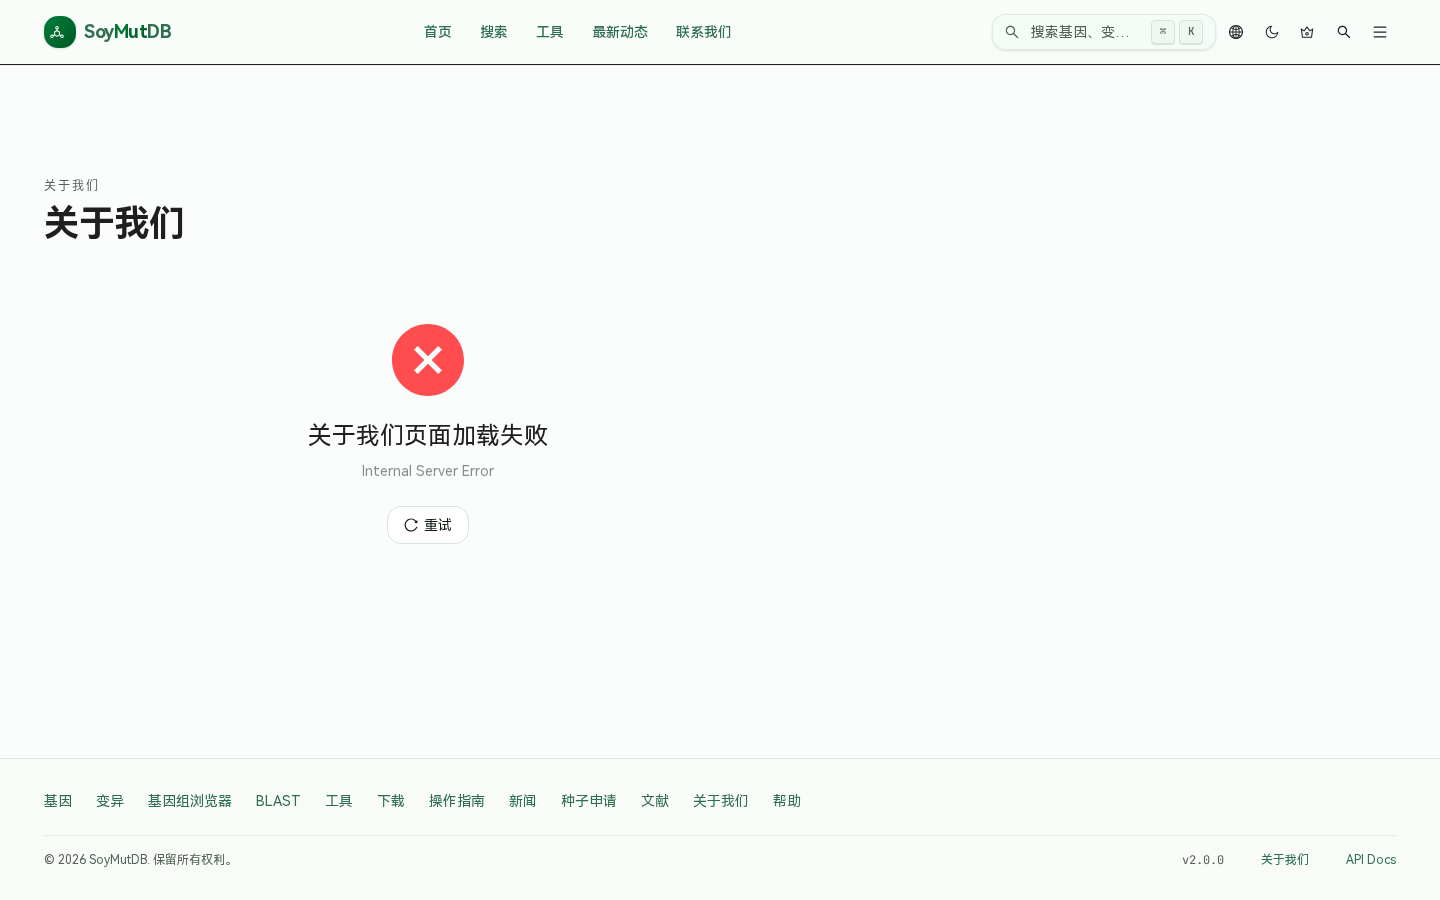 SoyMutDB
首页 搜索 工具 最新动态 联系我们
搜索基因、变... ⌘ K
关于我们
关于我们
关于我们页面加载失败
Internal Server Error
重试
基因 变异 基因组浏览器 BLAST 工具 下载 操作指南 新闻 种子申请 文献 关于我们 帮助
© 2026 SoyMutDB. 保留所有权利。
v2.0.0 关于我们 · API Docs